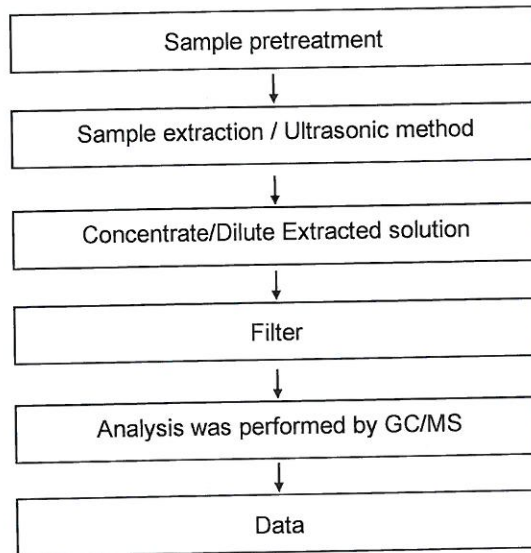 Sample pretreatment
Sample extraction / Ultrasonic method
Concentrate/Dilute Extracted solution
Filter
Analysis was performed by GC/MS
Data